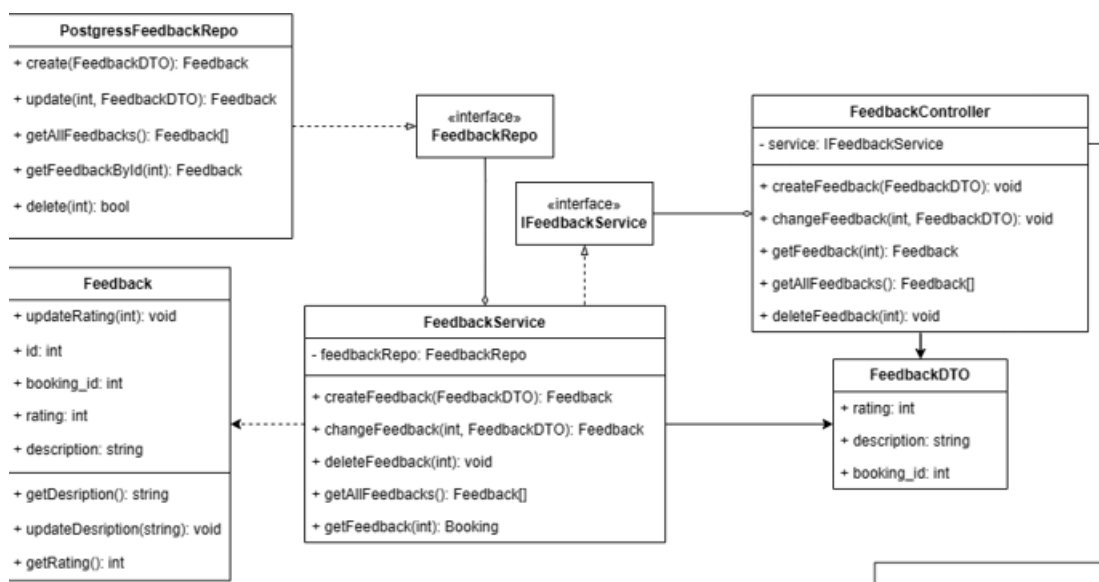 PostgressFeedbackRepo
+ create(FeedbackDTO): Feedback
+ update(int, FeedbackDTO): Feedback
+ getAllFeedbacks(): Feedback[]
+ getFeedbackById(int): Feedback
+ delete(int): bool
«interface»
FeedbackRepo
«interface»
IFeedbackService
FeedbackController
- service: IFeedbackService
+ createFeedback(FeedbackDTO): void
+ changeFeedback(int, FeedbackDTO): void
+ getFeedback(int): Feedback
+ getAllFeedbacks(): Feedback[]
+ deleteFeedback(int): void
Feedback
+ updateRating(int): void
+ id: int
+ booking_id: int
+ rating: int
+ description: string
+ getDesription(): string
+ updateDesription(string): void
+ getRating(): int
FeedbackService
- feedbackRepo: FeedbackRepo
+ createFeedback(FeedbackDTO): Feedback
+ changeFeedback(int, FeedbackDTO): Feedback
+ deleteFeedback(int): void
+ getAllFeedbacks(): Feedback[]
+ getFeedback(int): Booking
FeedbackDTO
+ rating: int
+ description: string
+ booking_id: int